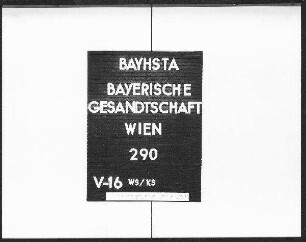 BAYHSTA
BAYERISCHE
GESANDTSCHAFT
WIEN
290
V-16 WS/KS